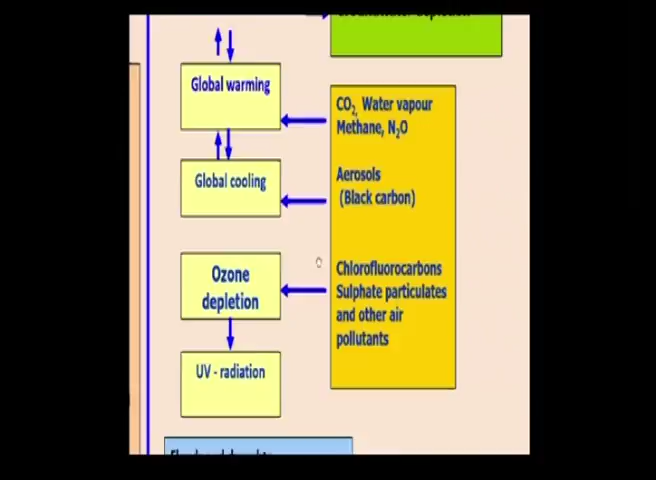 Global warming
CO2, Water vapour
Methane, N2O
Global cooling
Aerosols
(Black carbon)
Ozone
depletion
Chlorofluorocarbons
Sulphate particulates
and other air
pollutants
UV - radiation